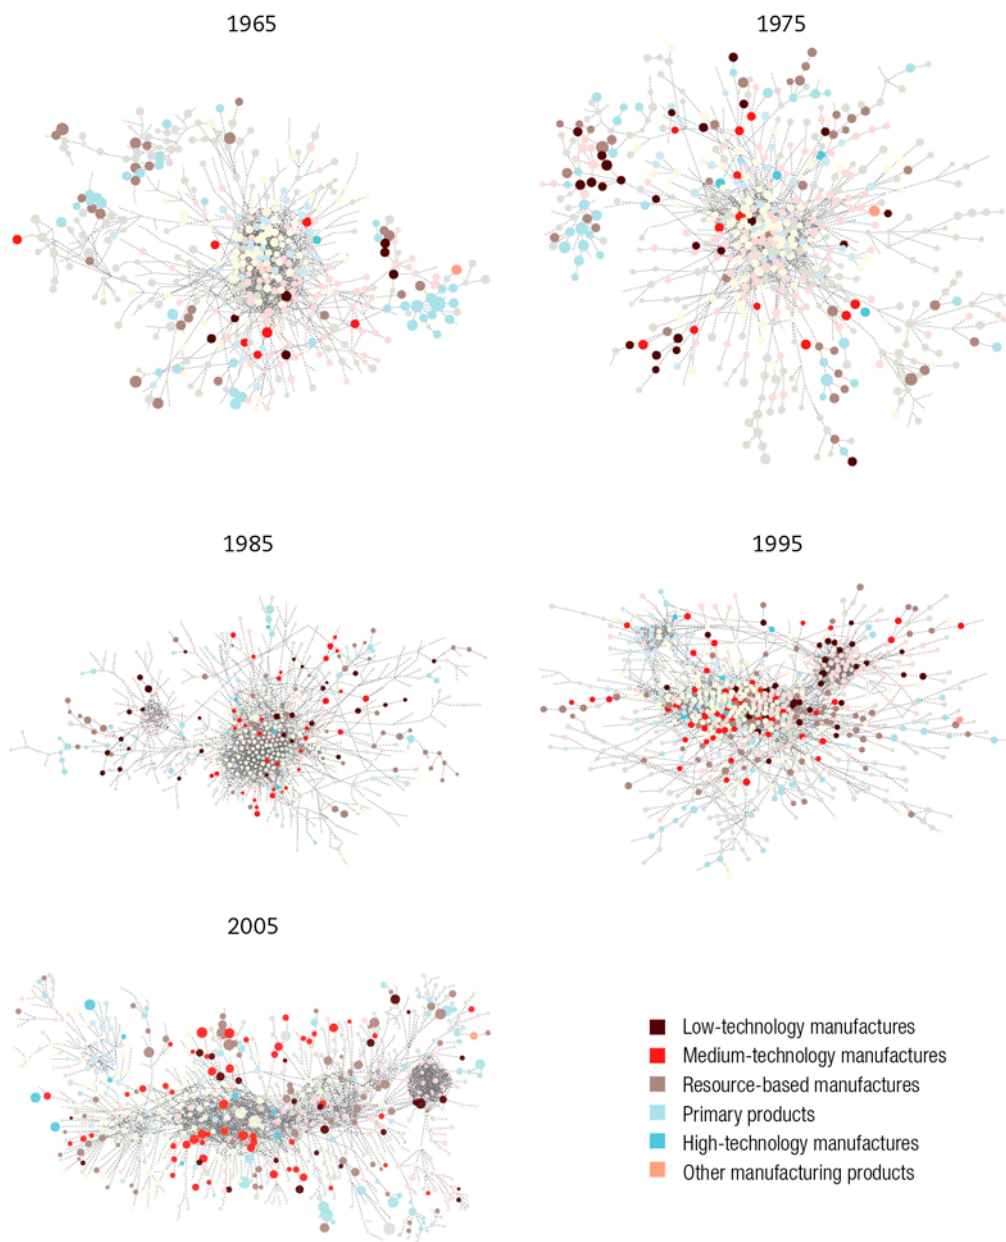 1965
1975
1985
1995
2005
Low-technology manufactures
Medium-technology manufactures
Resource-based manufactures
Primary products
High-technology manufactures
Other manufacturing products